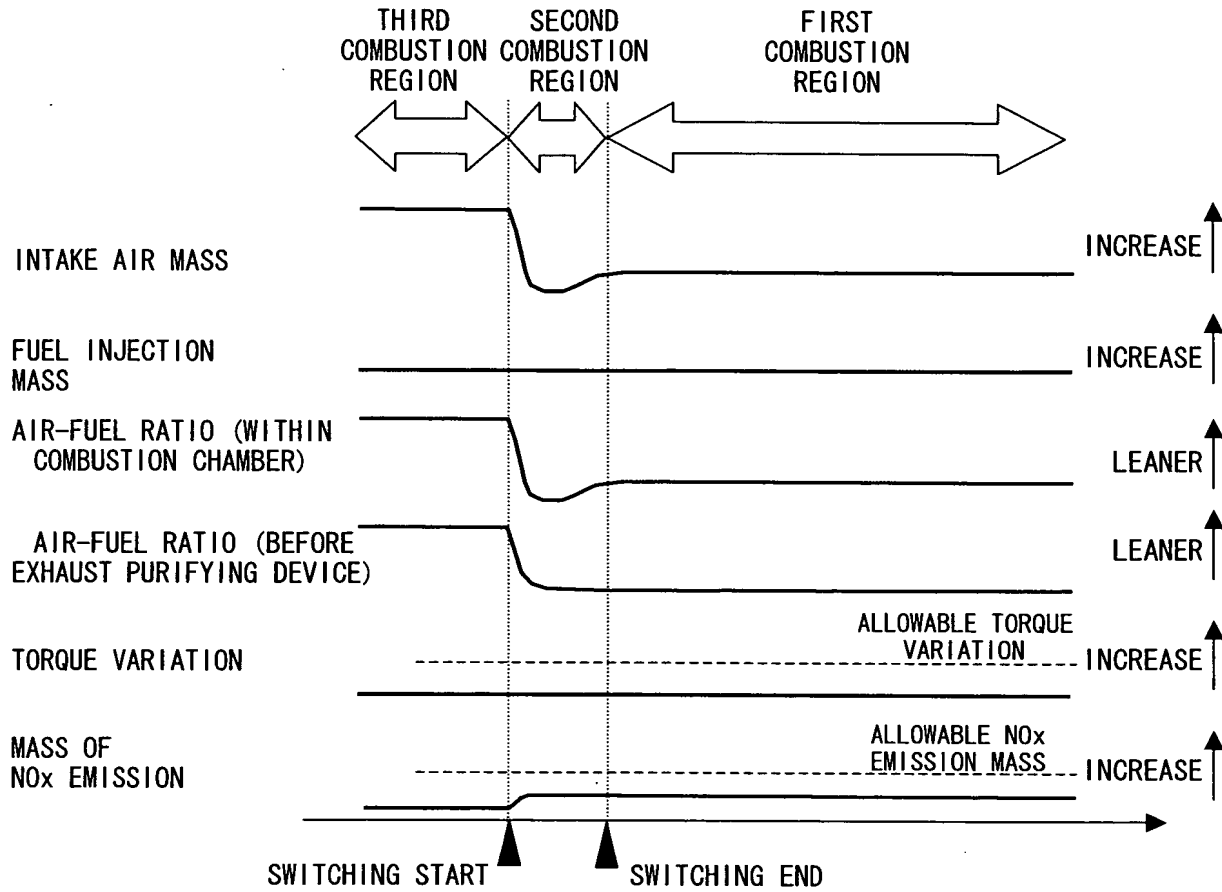 THIRD
COMBUSTION
REGION
SECOND
COMBUSTION
REGION
FIRST
COMBUSTION
REGION
INTAKE AIR MASS
INCREASE
FUEL INJECTION
MASS
INCREASE
AIR-FUEL RATIO (WITHIN
COMBUSTION CHAMBER)
LEANER
AIR-FUEL RATIO (BEFORE
EXHAUST PURIFYING DEVICE)
LEANER
TORQUE VARIATION
ALLOWABLE TORQUE
VARIATION
INCREASE
MASS OF
NOx EMISSION
ALLOWABLE NOx
EMISSION MASS
INCREASE
SWITCHING START
SWITCHING END